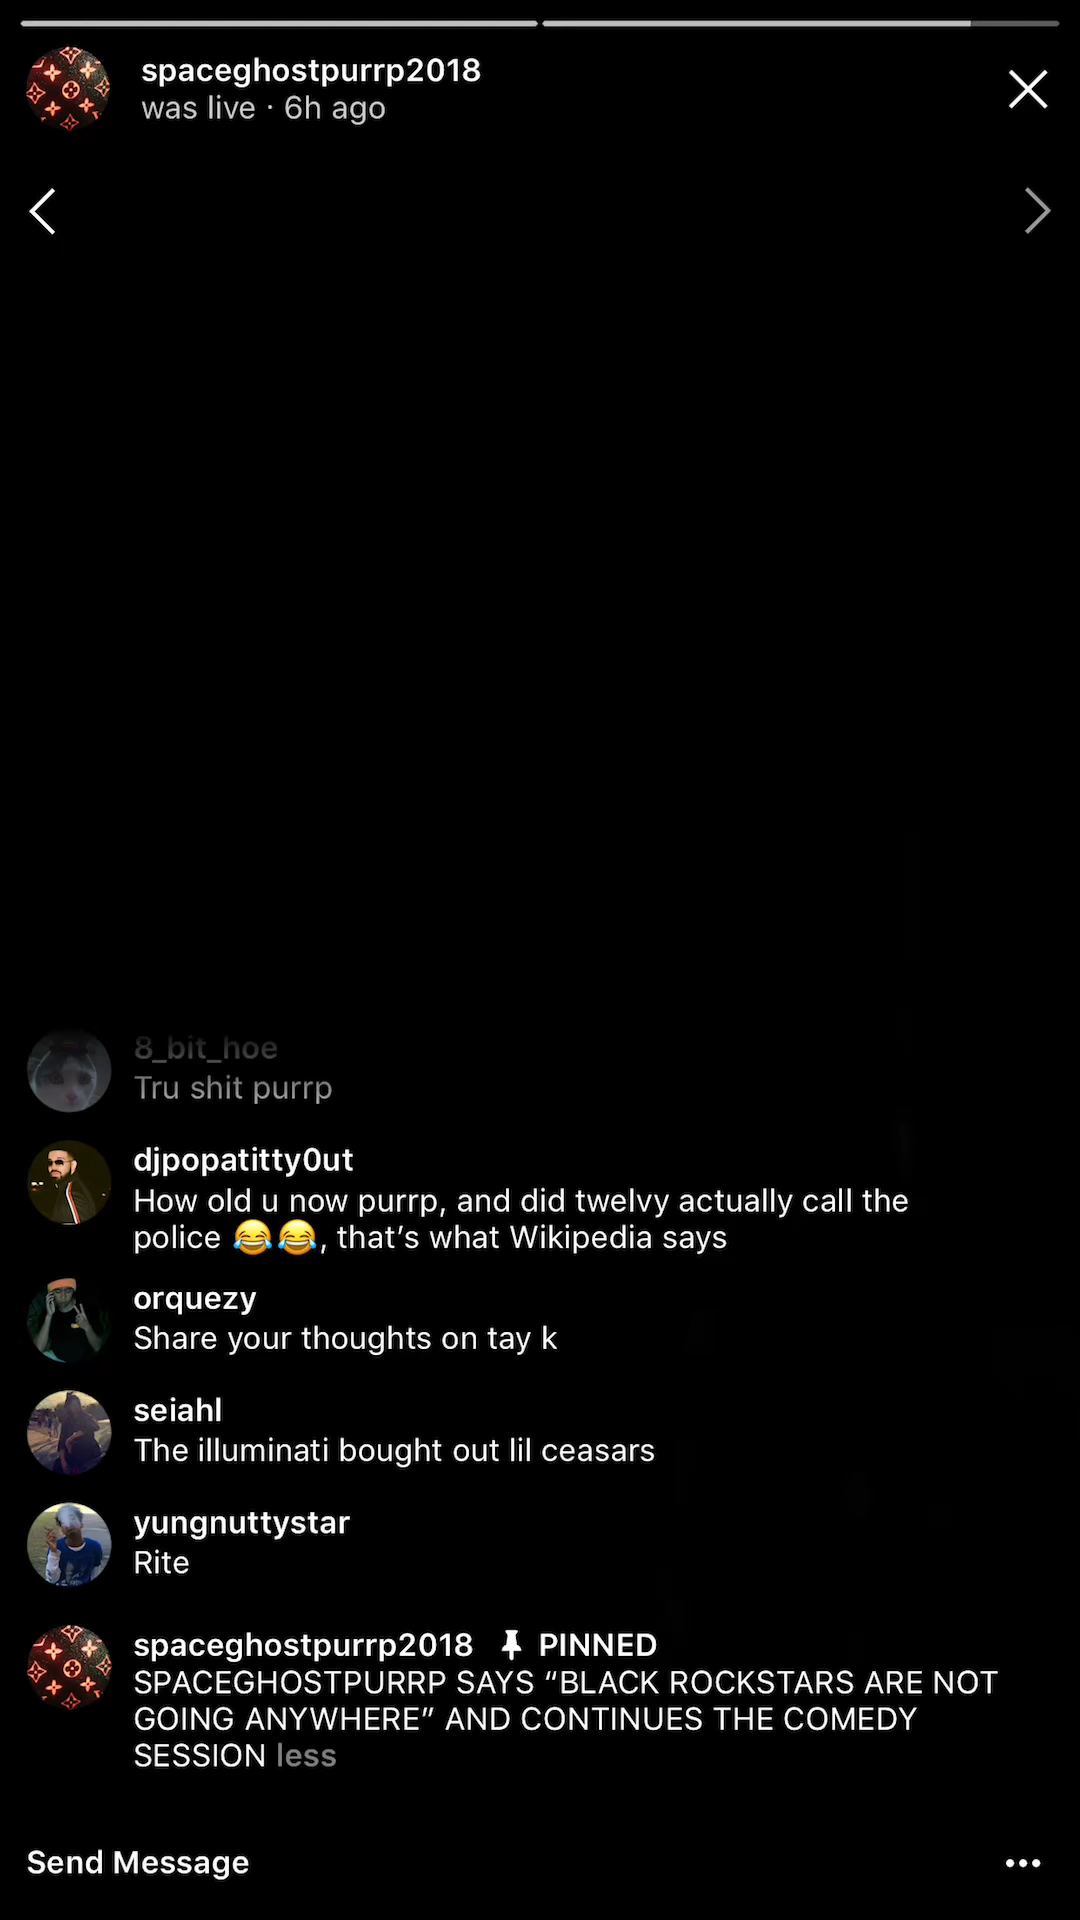 spaceghostpurrp2018
was live · 6h ago
8_bit_hoe
Tru shit purrp
djpopatitty0ut
How old u now purrp, and did twelvy actually call the
police 😂😂, that’s what Wikipedia says
orquezy
Share your thoughts on tay k
seiahl
The illuminati bought out lil ceasars
yungnuttystar
Rite
spaceghostpurrp2018 PINNED
SPACEGHOSTPURRP SAYS “BLACK ROCKSTARS ARE NOT
GOING ANYWHERE” AND CONTINUES THE COMEDY
SESSION less
Send Message